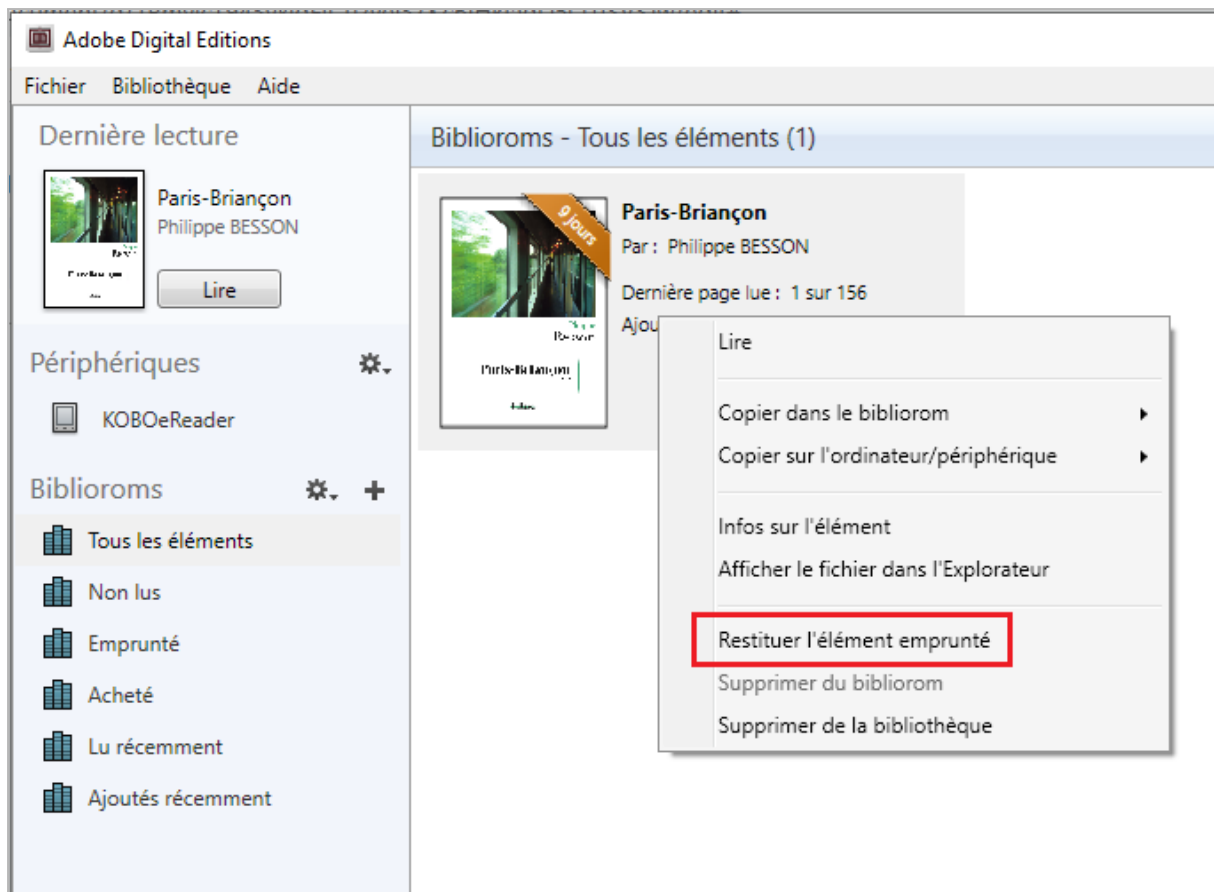 Adobe Digital Editions
Fichier Bibliothèque Aide
Dernière lecture
Paris-Briançon
Philippe BESSON
Lire
Périphériques
KOBOeReader
Biblioroms
Tous les éléments
Non lus
Emprunté
Acheté
Lu récemment
Ajoutés récemment
Biblioroms - Tous les éléments (1)
9 jours
Paris-Briançon
Par : Philippe BESSON
Dernière page lue : 1 sur 156
Ajou
Lire
Copier dans le bibliorom
Copier sur l'ordinateur/périphérique
Infos sur l'élément
Afficher le fichier dans l'Explorateur
Restituer l'élément emprunté
Supprimer du bibliorom
Supprimer de la bibliothèque